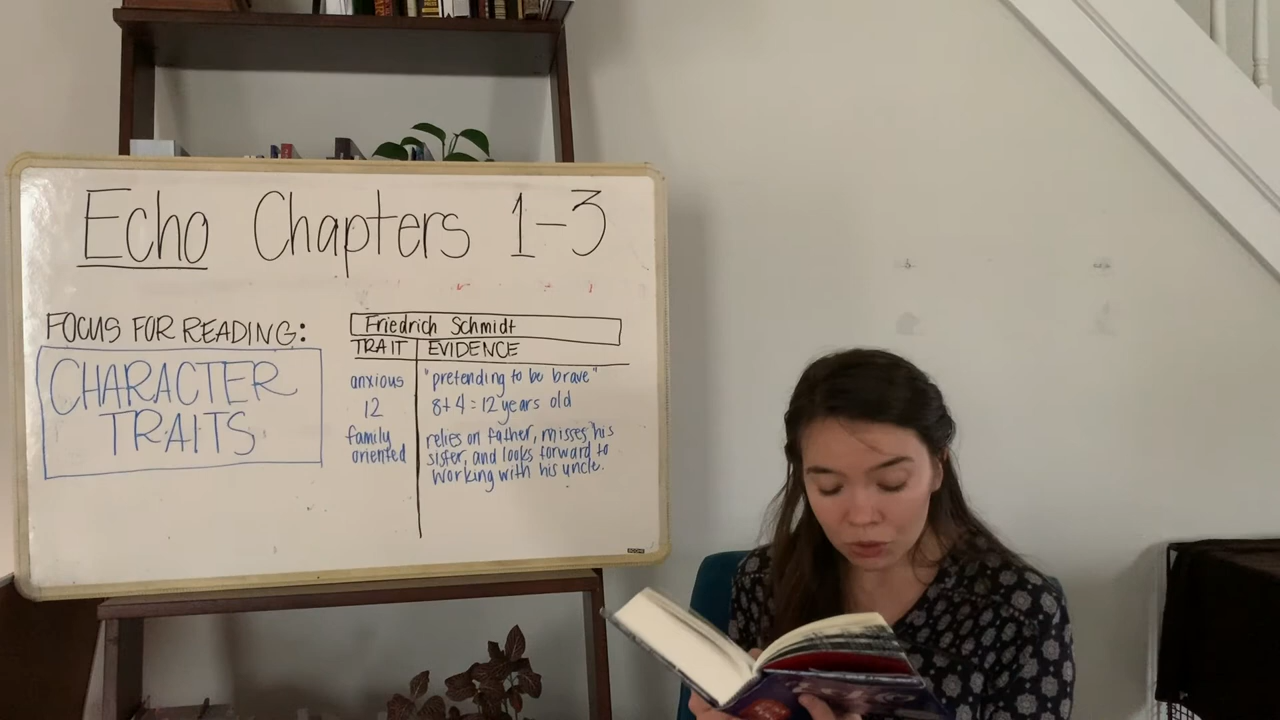 Echo Chapters 1-3
FOCUS FOR READING:
CHARACTER
TRAITS
Friedrich Schmidt
TRAIT EVIDENCE
anxious "pretending to be brave"
12 8+4=12 years old
family oriented relies on father, misses his
sister, and looks forward to
working with his uncle.